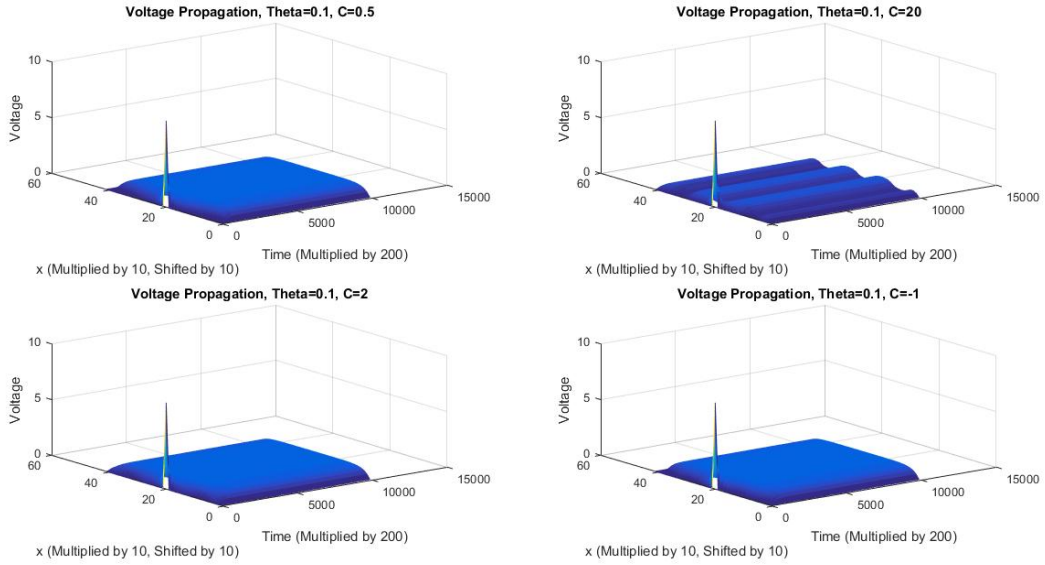 Voltage Propagation, Theta=0.1, C=0.5
10
5
0
Voltage
60
40
20
0
0
5000
10000
15000
Time (Multiplied by 200)
x (Multiplied by 10, Shifted by 10)
Voltage Propagation, Theta=0.1, C=20
10
5
0
Voltage
60
40
20
0
0
5000
10000
15000
Time (Multiplied by 200)
x (Multiplied by 10, Shifted by 10)
Voltage Propagation, Theta=0.1, C=2
10
5
0
Voltage
60
40
20
0
0
5000
10000
15000
Time (Multiplied by 200)
x (Multiplied by 10, Shifted by 10)
Voltage Propagation, Theta=0.1, C=-1
10
5
0
Voltage
60
40
20
0
0
5000
10000
15000
Time (Multiplied by 200)
x (Multiplied by 10, Shifted by 10)